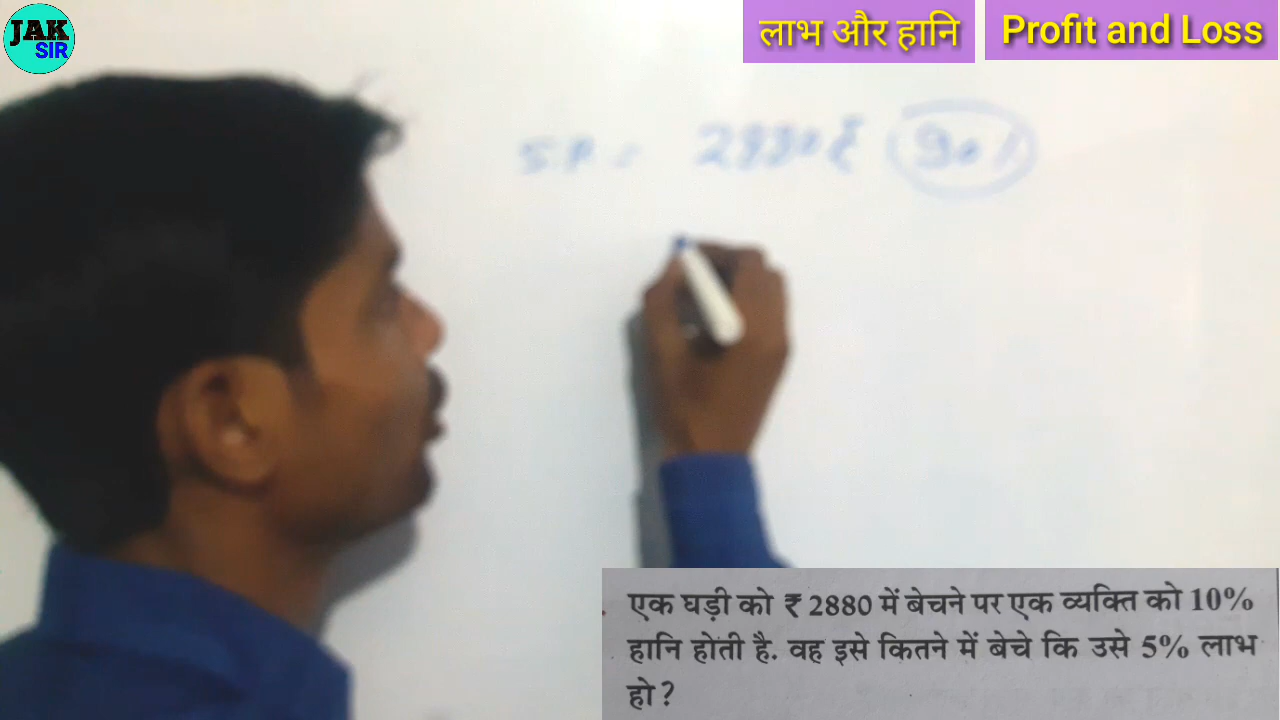 JAK
SIR
लाभ और हानि
Profit and Loss
S.P. = 2880 ₹ 90%
एक घड़ी को ₹ 2880 में बेचने पर एक व्यक्ति को 10%
हानि होती है. वह इसे कितने में बेचे कि उसे 5% लाभ
हो ?